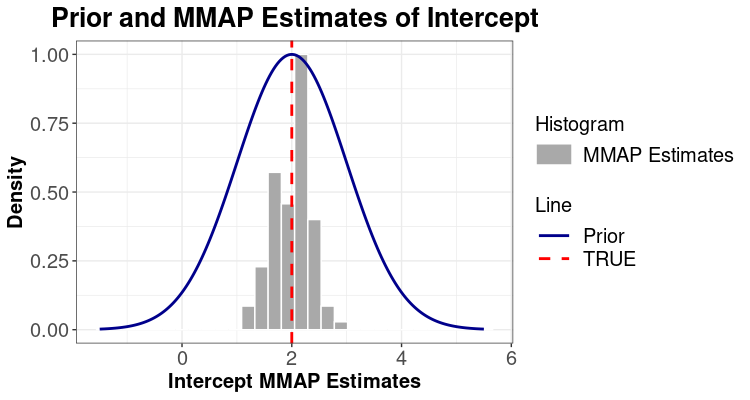 Prior and MMAP Estimates of Intercept
1.00
0.75
0.50
0.25
0.00
Density
0 2 4 6
Intercept MMAP Estimates
Histogram
MMAP Estimates
Line
Prior
TRUE